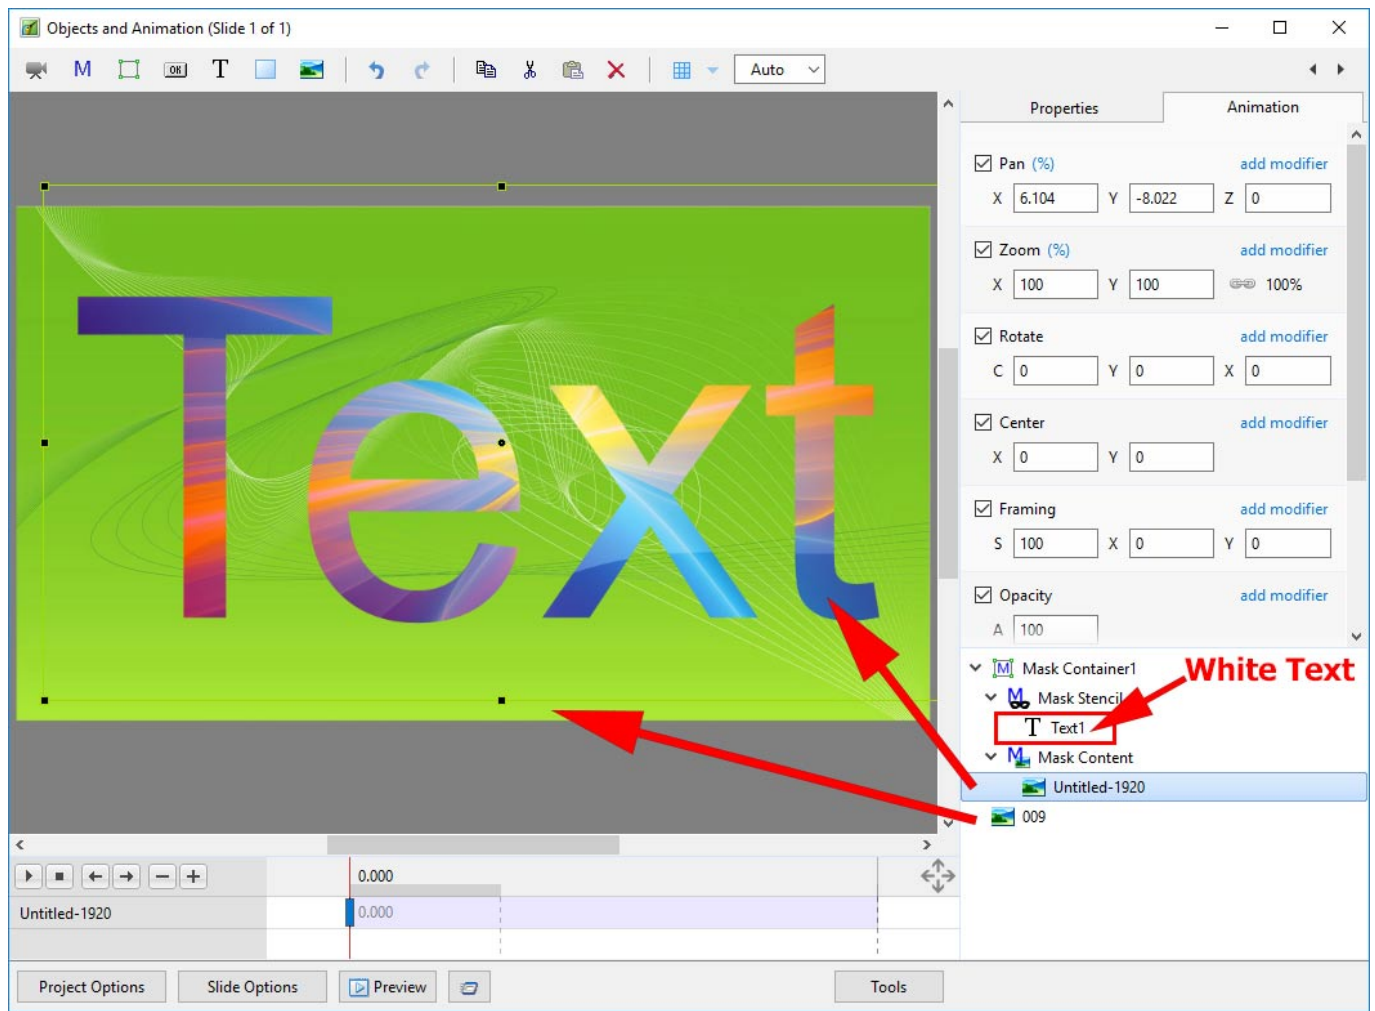 Objects and Animation (Slide 1 of 1)
M OK T Auto
Properties Animation
Pan (%) add modifier
X 6.104 Y -8.022 Z 0
Zoom (%) add modifier
X 100 Y 100 100%
Rotate add modifier
C 0 Y 0 X 0
Center add modifier
X 0 Y 0
Framing add modifier
S 100 X 0 Y 0
Opacity add modifier
A 100
Text
M Mask Container1
White Text
M Mask Stencil
T Text1
M Mask Content
Untitled-1920
009
0.000
Untitled-1920 0.000
Project Options Slide Options Preview Tools